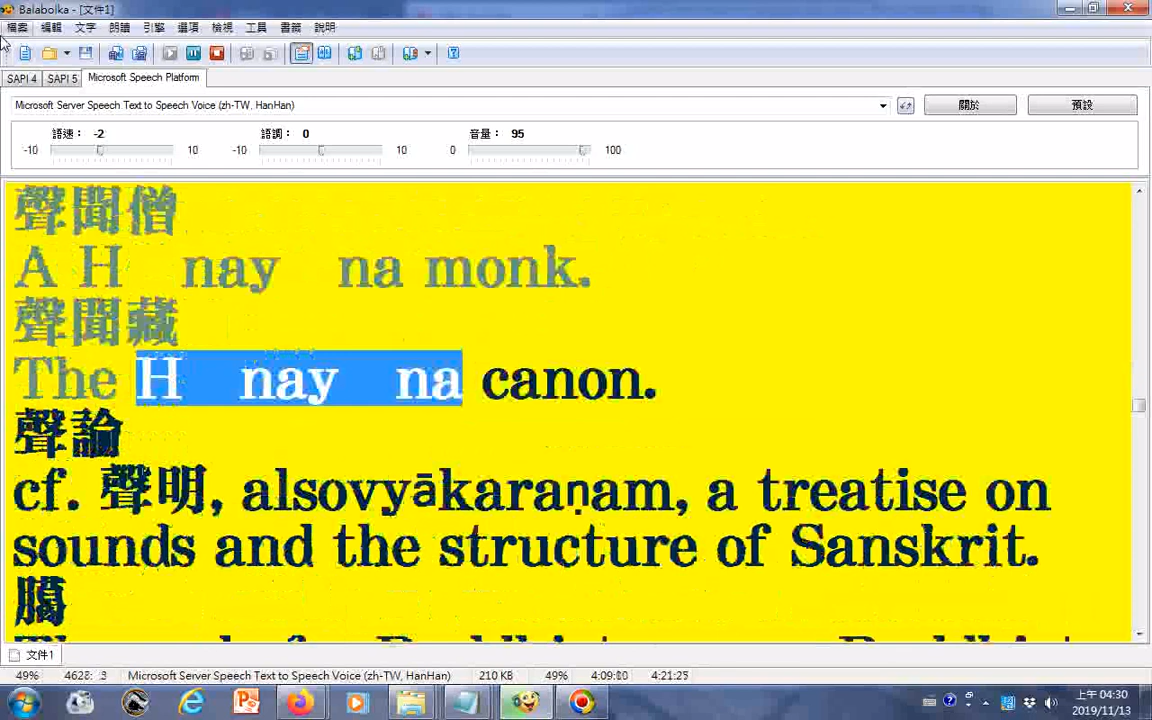 Balabolka - [文件1]
檔案 編輯 文字 朗讀 引擎 選項 檢視 工具 書籤 說明
SAPI 4 SAPI 5 Microsoft Speech Platform
Microsoft Server Speech Text to Speech Voice (zh-TW, HanHan) 關於 預設
語速： -2 語調： 0 音量： 95
-10 10 -10 10 0 100
聲聞僧
A H nay na monk.
聲聞藏
The H nay na canon.
聲論
cf. 聲明, alsovyākaraṇam, a treatise on
sounds and the structure of Sanskrit.
文件1
49% Microsoft Server Speech Text to Speech Voice (zh-TW, HanHan) 210 KB 49% 4:21:25
上午 04:30
2019/11/13